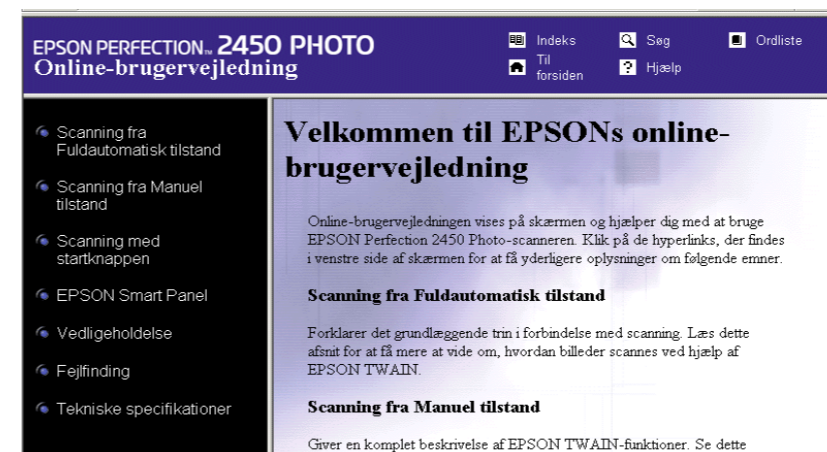 EPSON PERFECTION™ 2450 PHOTO
Online-brugervejledning
Indeks
Søg
Ordliste
Til
forsiden
Hjælp
Scanning fra
Fuldautomatisk tilstand
Scanning fra Manuel
tilstand
Scanning med
startknappen
EPSON Smart Panel
Vedligeholdelse
Fejlfinding
Tekniske specifikationer
Velkommen til EPSONs online-
brugervejledning
Online-brugervejledningen vises på skærmen og hjælper dig med at bruge
EPSON Perfection 2450 Photo-scanneren. Klik på de hyperlinks, der findes
i venstre side af skærmen for at få yderligere oplysninger om følgende emner.
Scanning fra Fuldautomatisk tilstand
Forklarer det grundlæggende trin i forbindelse med scanning. Læs dette
afsnit for at få mere at vide om, hvordan billeder scannes ved hjælp af
EPSON TWAIN.
Scanning fra Manuel tilstand
Giver en komplet beskrivelse af EPSON TWAIN-funktioner. Se dette